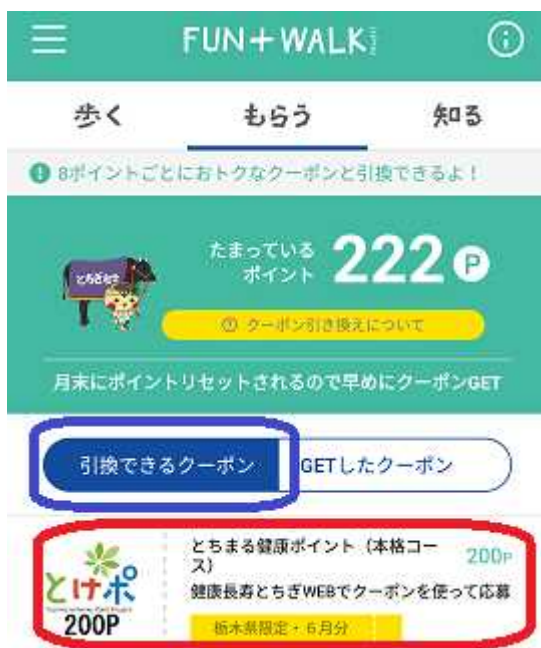 FUN+WALK
歩く もらう 知る
8ポイントごとにおトクなクーポンと引換できるよ!
たまっている
ポイント 222 P
クーポン引き換えについて
月末にポイントリセットされるので早めにクーポンGET
引換できるクーポン GETしたクーポン
とちまる健康ポイント(本格コー
ス) 200P
健康長寿とちぎWEBでクーポンを使って応募
とけポ
200P
栃木県限定・6月分